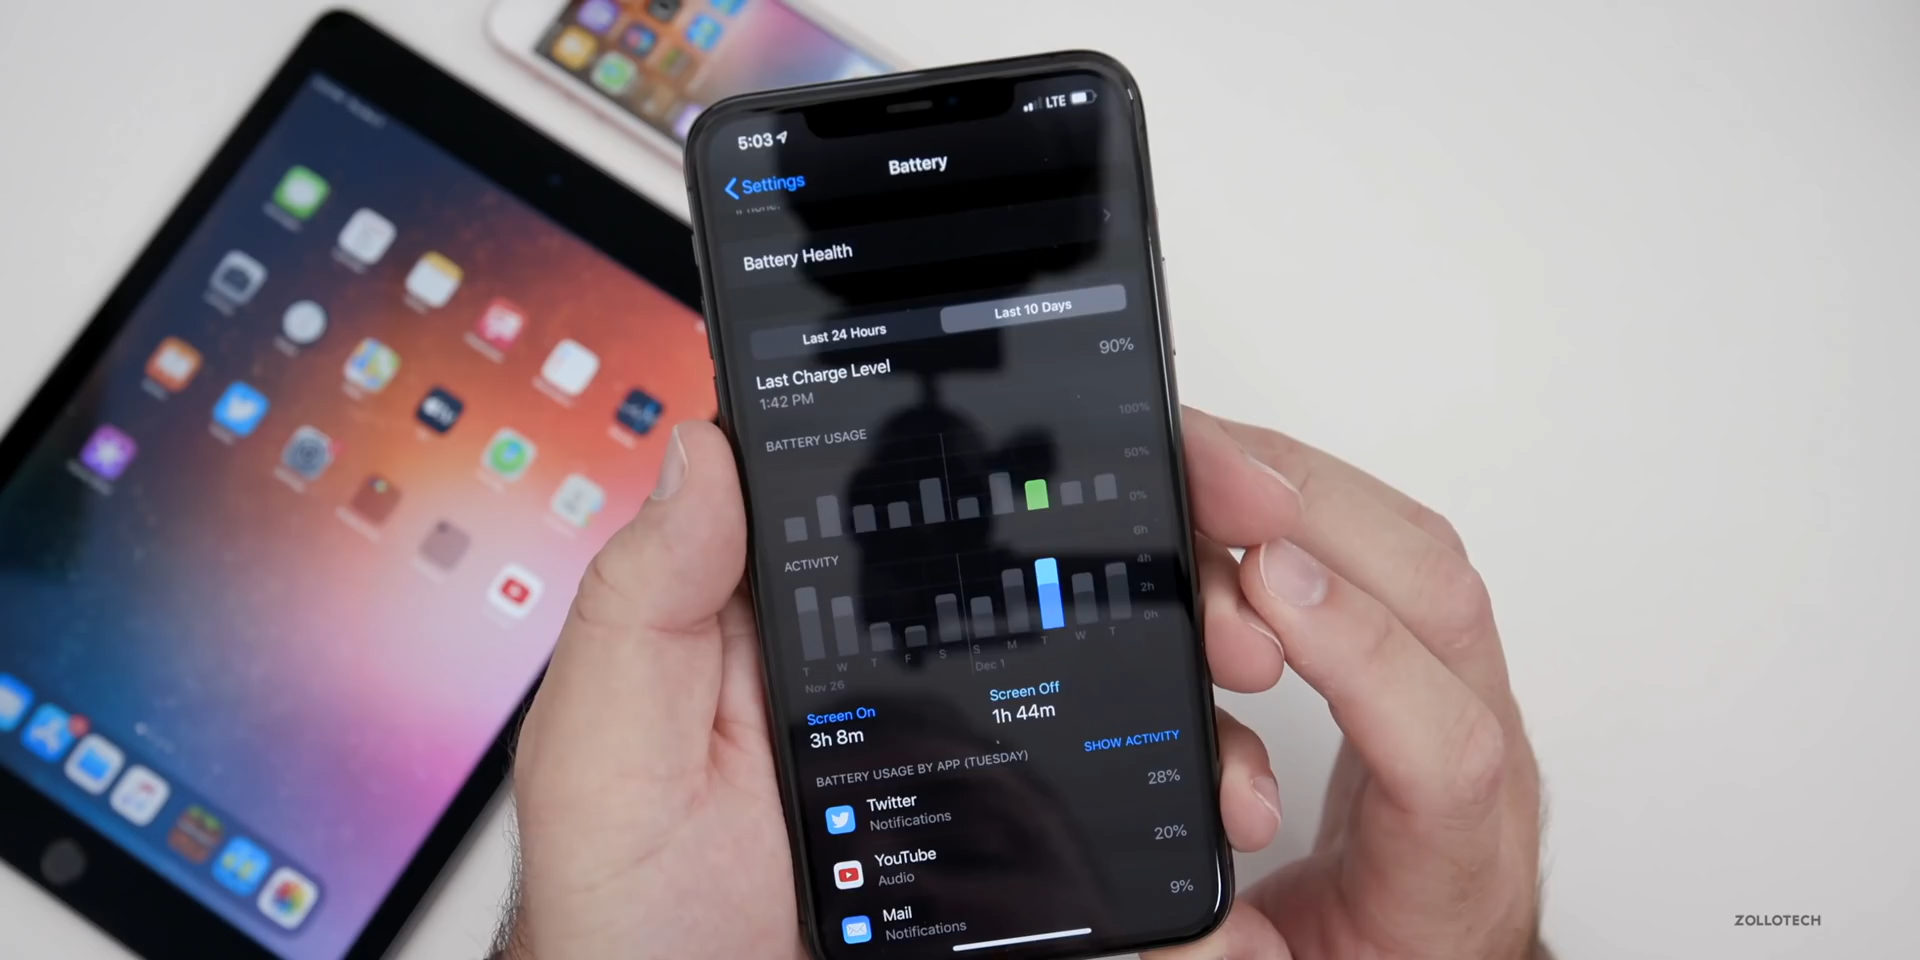 5:03
LTE
Settings
Battery
Battery Health
Last 24 Hours
Last 10 Days
Last Charge Level
90%
1:42 PM
BATTERY USAGE
100%
50%
0%
ACTIVITY
6h
4h
2h
0h
T W T F S S M T W T
Nov 26
Dec 1
Screen On
3h 8m
Screen Off
1h 44m
BATTERY USAGE BY APP (TUESDAY)
SHOW ACTIVITY
Twitter
Notifications
28%
YouTube
Audio
20%
Mail
Notifications
9%
ZOLLOTECH